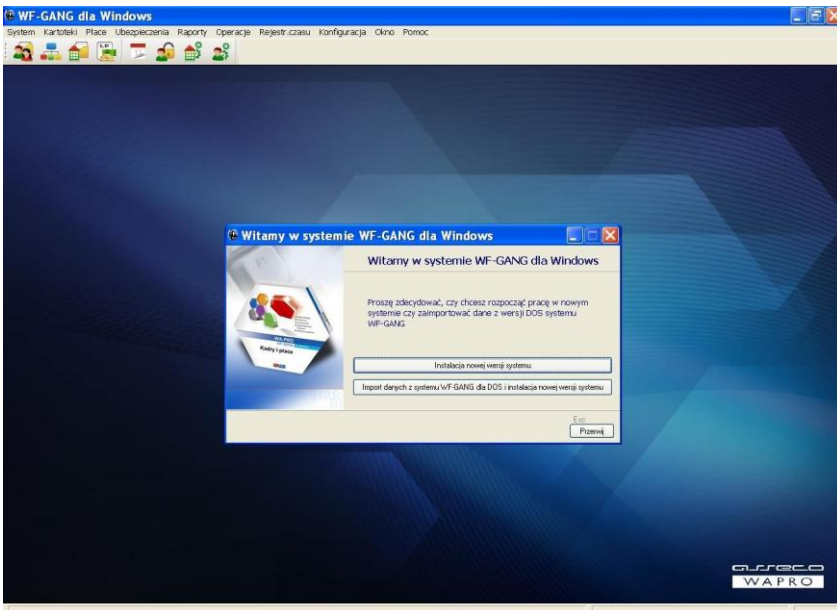 WF-GANG dla Windows
System Kartoteki Płace Ubezpieczenia Raporty Operacje Rejestr.czasu Konfiguracja Okno Pomoc
Witamy w systemie WF-GANG dla Windows
Witamy w systemie WF-GANG dla Windows
Proszę zdecydować, czy chcesz rozpocząć pracę w nowym
systemie czy zaimportować dane z wersji DOS systemu
WF-GANG
WA-PRO
Kadry i płace
Instalacja nowej wersji systemu
Import danych z systemu WF-GANG dla DOS i instalacja nowej wersji systemu
Esc
Przerwij
asseco
WAPRO